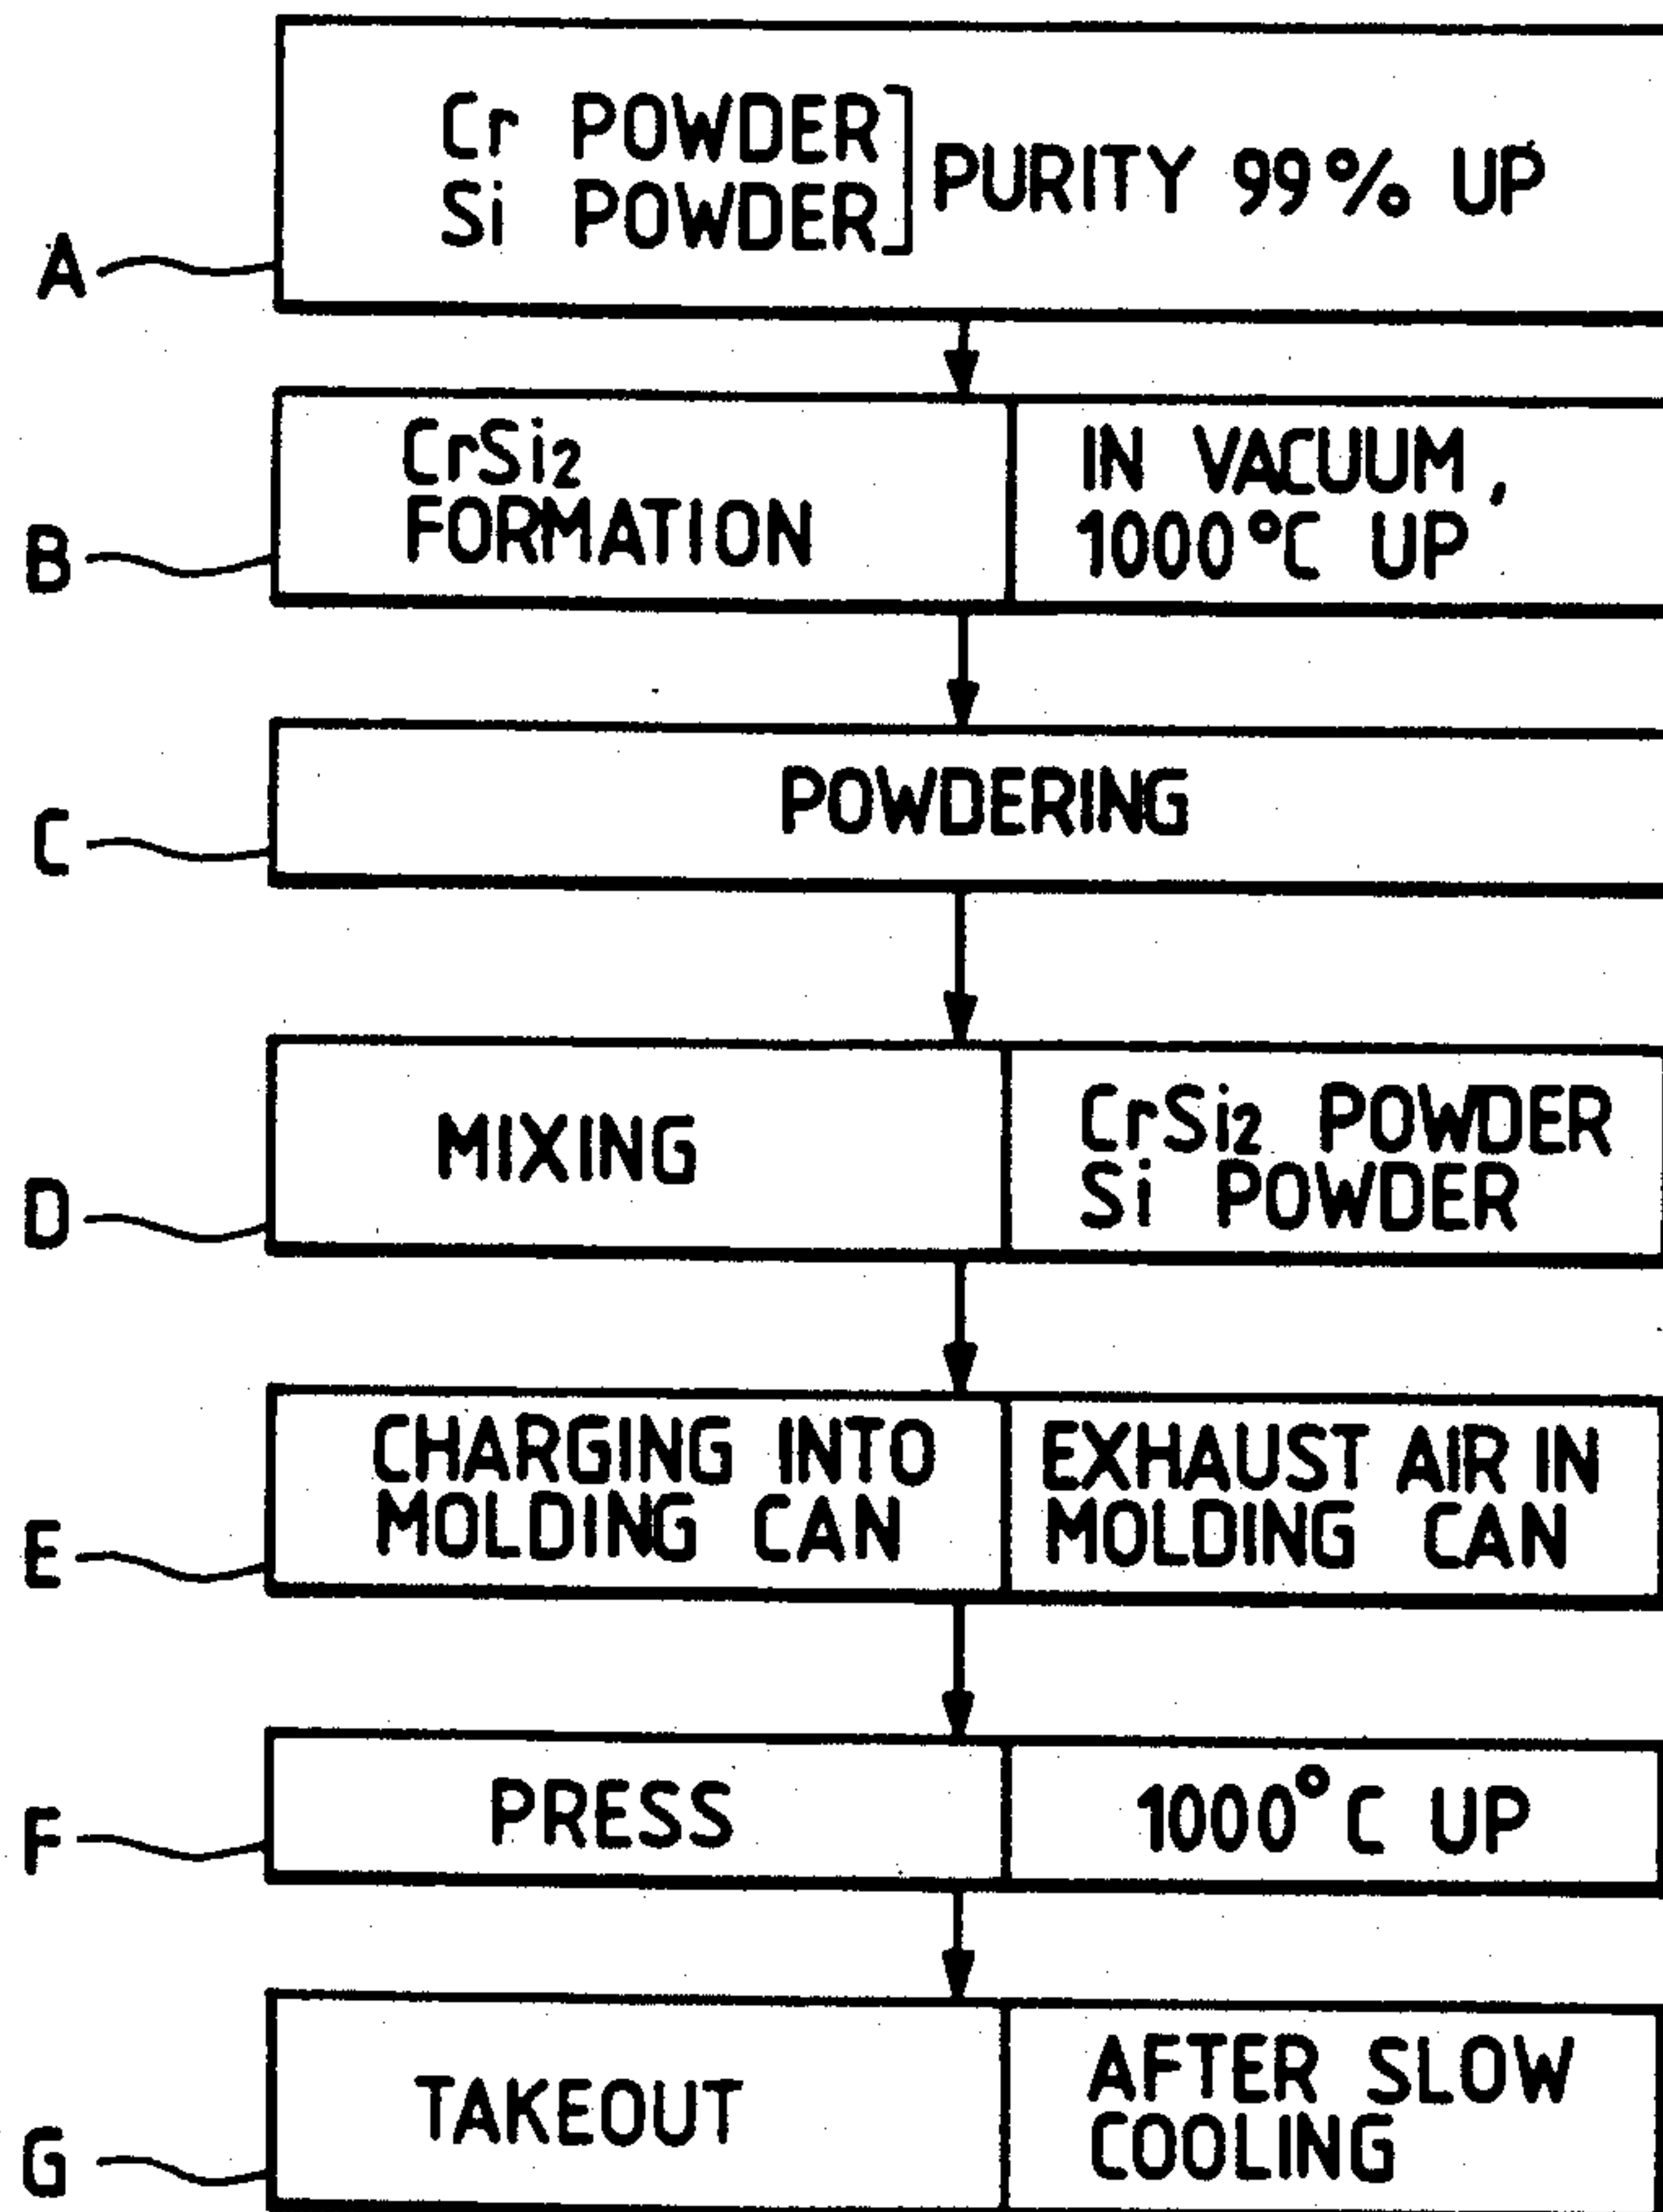 Cr POWDER
Si POWDER
PURITY 99% UP
A
CrSi2
FORMATION
IN VACUUM,
1000°C UP
B
POWDERING
C
MIXING
CrSi2 POWDER
Si POWDER
D
CHARGING INTO
MOLDING CAN
EXHAUST AIR IN
MOLDING CAN
E
PRESS
1000°C UP
F
TAKEOUT
AFTER SLOW
COOLING
G